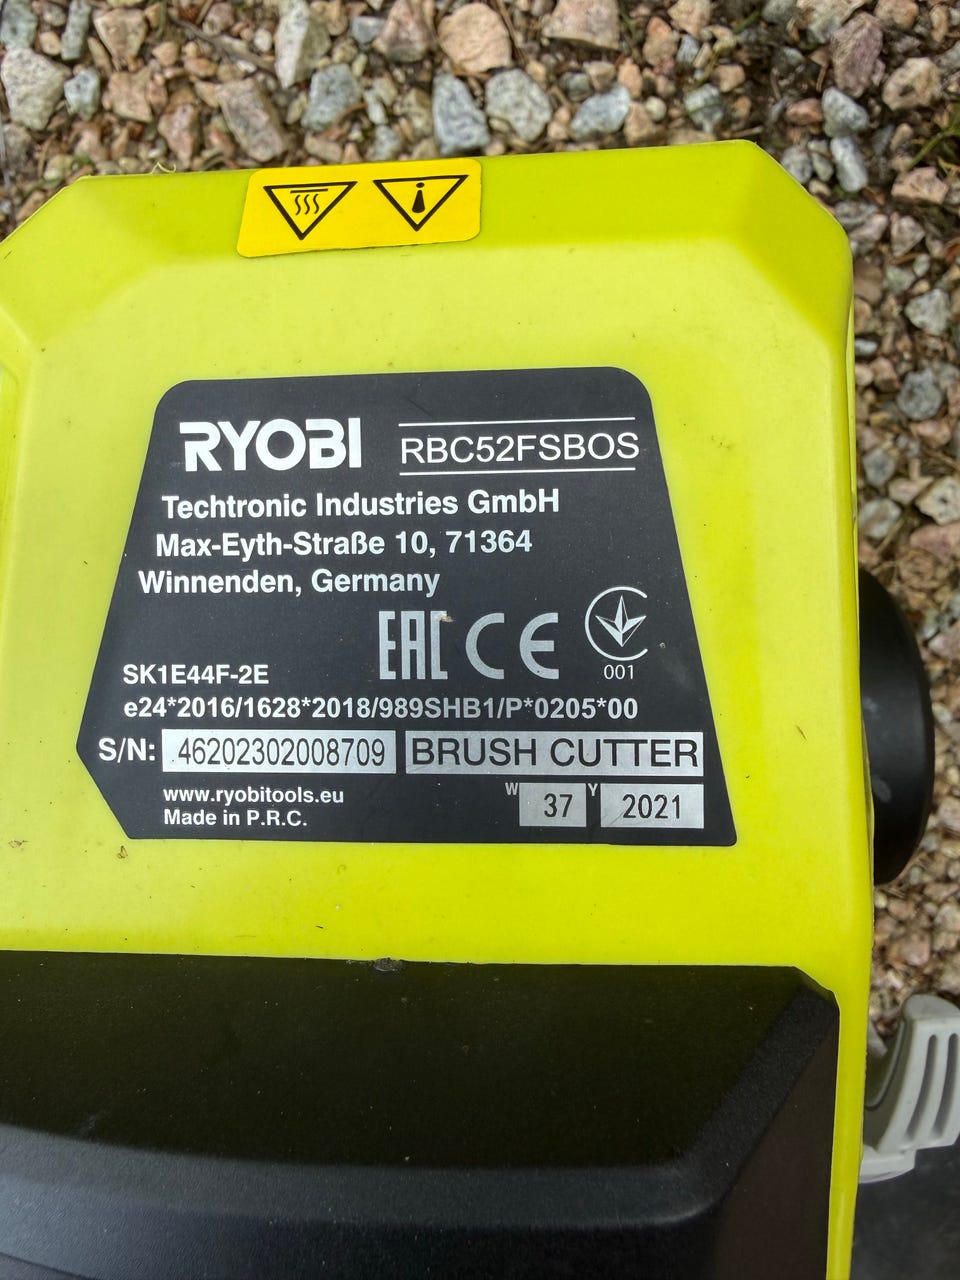 RYOBI RBC52FSBOS
Techtronic Industries GmbH
Max-Eyth-Straße 10, 71364
Winnenden, Germany
EAC CE
001
SK1E44F-2E
e24*2016/1628*2018/989SHB1/P*0205*00
S/N: 46202302008709 BRUSH CUTTER
www.ryobitools.eu W 37 Y 2021
Made in P.R.C.